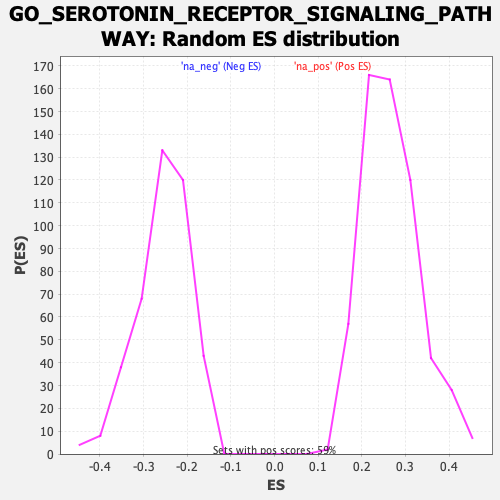 GO_SEROTONIN_RECEPTOR_SIGNALING_PATH
WAY: Random ES distribution
'na_neg' (Neg ES) 'na_pos' (Pos ES)
170
160
150
140
130
120
110
100
90
80
70
60
50
40
30
20
10
0
P(ES)
Sets with pos scores: 59%
-0.4 -0.3 -0.2 -0.1 0.0 0.1 0.2 0.3 0.4
ES